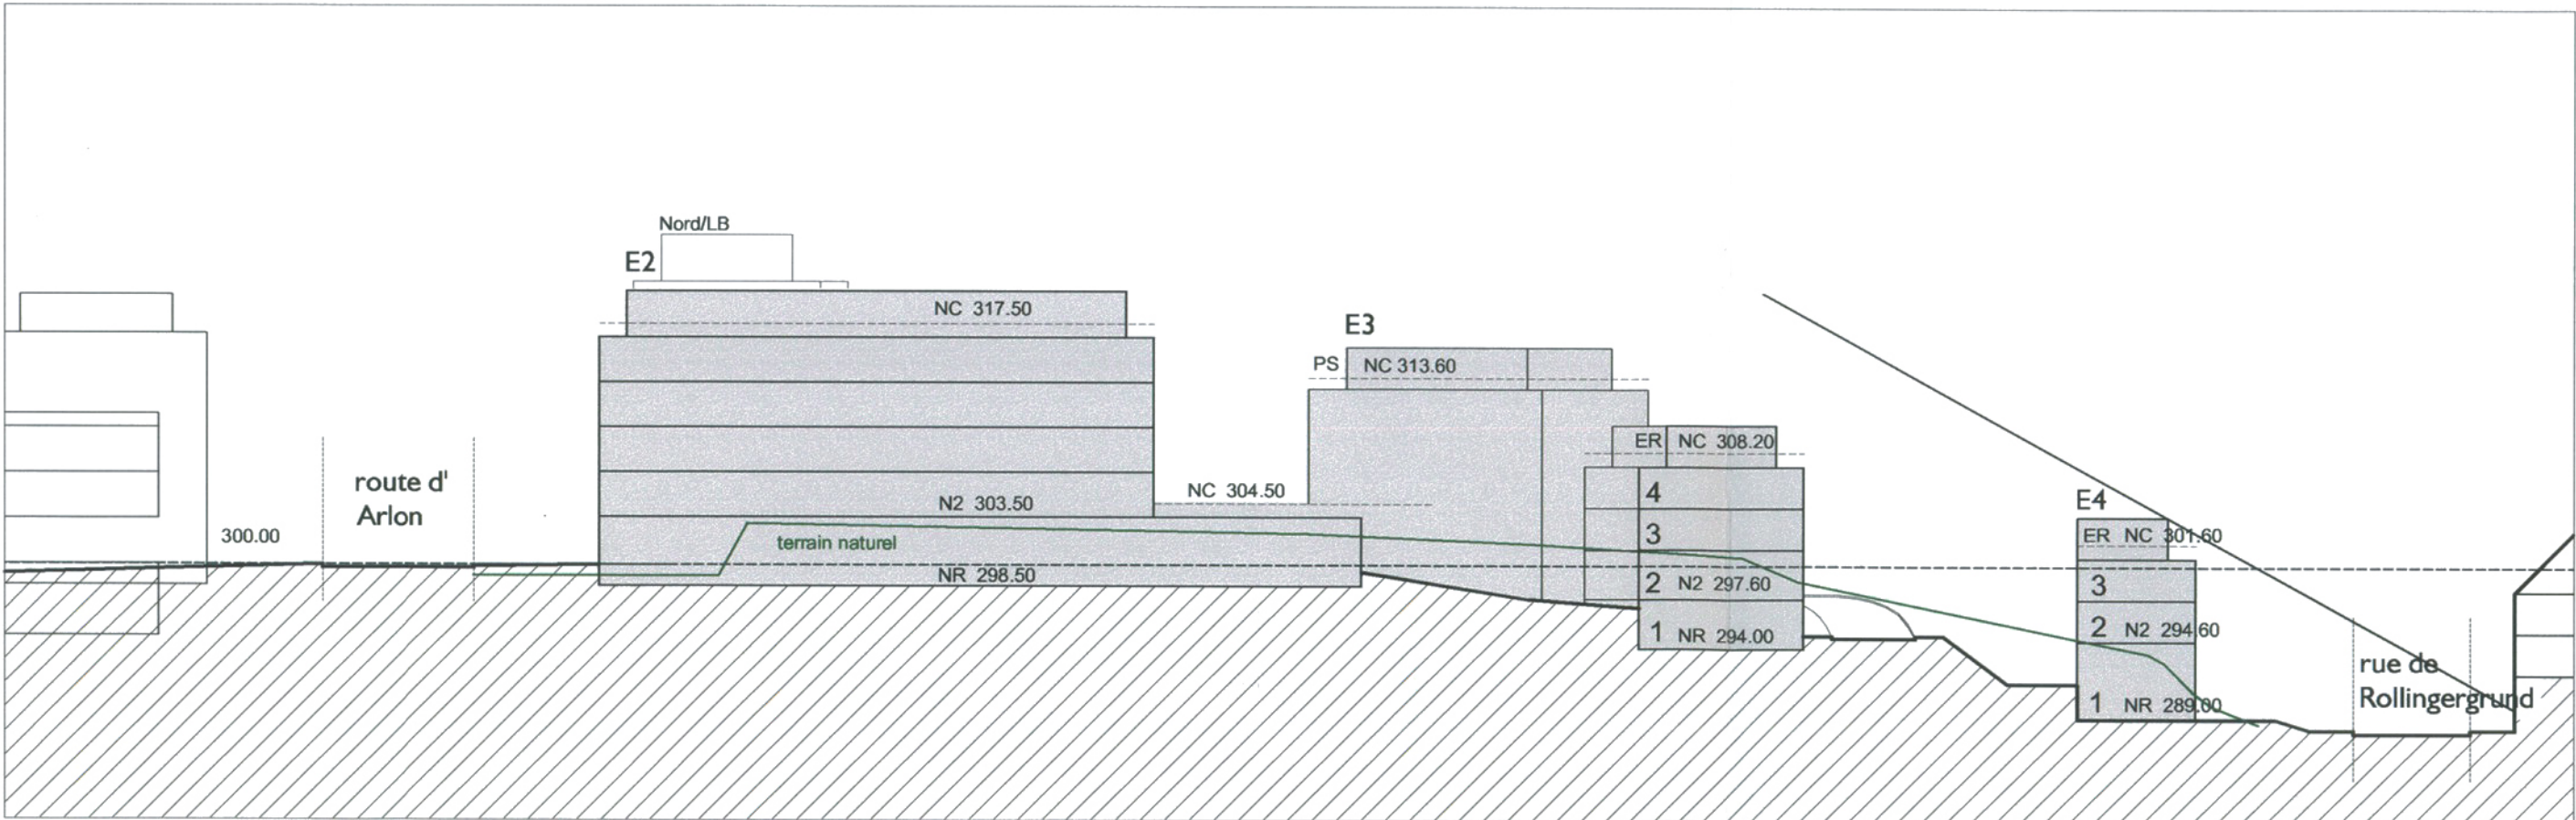 Nord/LB
E2
NC 317.50
E3
PS NC 313.60
ER NC 308.20
route d'
Arlon
300.00
N2 303.50
NC 304.50
terrain naturel
NR 298.50
4
3
2 N2 297.60
1 NR 294.00
E4
ER NC 301.60
3
2 N2 294.60
1 NR 289.00
rue de
Rollingergrund